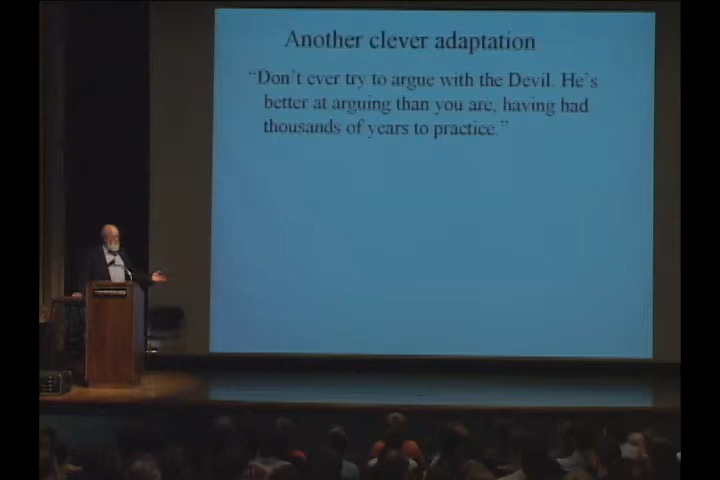 Another clever adaptation
“Don’t ever try to argue with the Devil. He’s
better at arguing than you are, having had
thousands of years to practice.”